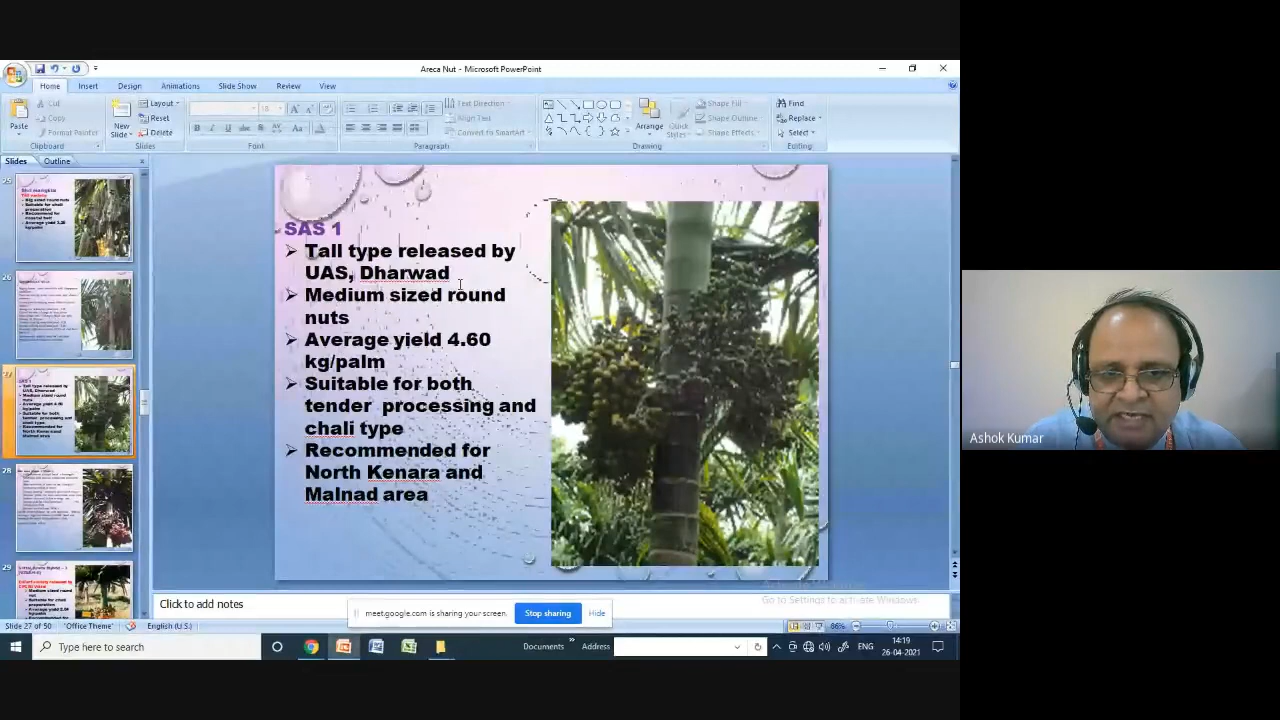 Areca Nut - Microsoft PowerPoint
Home Insert Design Animations Slide Show Review View
Cut
Copy
Format Painter
Paste
Clipboard
New
Slide
Layout
Reset
Delete
Slides
18
Font
Text Direction
Align Text
Convert to SmartArt
Paragraph
Arrange
Quick
Styles
Shape Fill
Shape Outline
Shape Effects
Drawing
Find
Replace
Select
Editing
Slides Outline
26
27
28
29
SAS 1
Tall type released by
UAS, Dharwad
Medium sized round
nuts
Average yield 4.60
kg/palm
Suitable for both
tender processing and
chali type
Recommended for
North Kenara and
Malnad area
Ashok Kumar
Click to add notes
Go to Settings to activate Windows.
meet.google.com is sharing your screen. Stop sharing Hide
Slide 27 of 50 "Office Theme" English (U.S.) 86%
Type here to search
Documents Address
ENG
14:19
26-04-2021